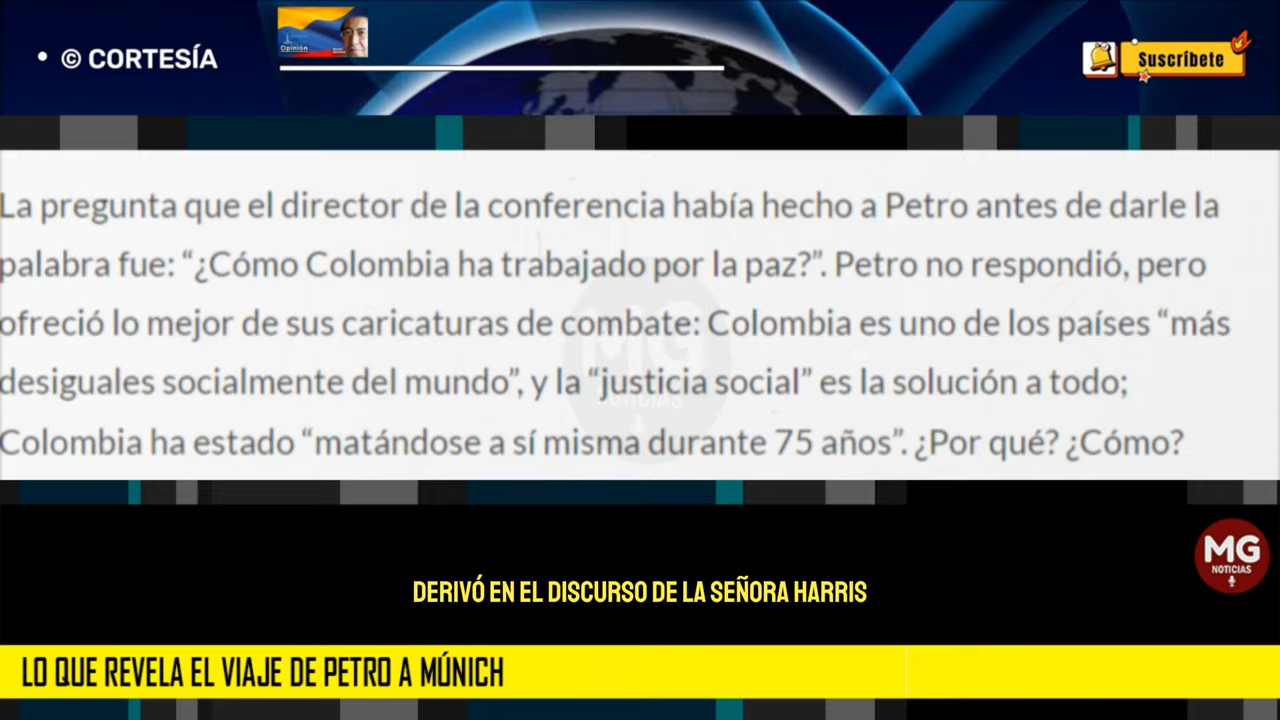 • © CORTESÍA
Opinión
Suscríbete
La pregunta que el director de la conferencia había hecho a Petro antes de darle la
palabra fue: “¿Cómo Colombia ha trabajado por la paz?”. Petro no respondió, pero
ofreció lo mejor de sus caricaturas de combate: Colombia es uno de los países “más
desiguales socialmente del mundo”, y la “justicia social” es la solución a todo;
Colombia ha estado “matándose a sí misma durante 75 años”. ¿Por qué? ¿Cómo?
MG
NOTICIAS
DERIVÓ EN EL DISCURSO DE LA SEÑORA HARRIS
MG
NOTICIAS
LO QUE REVELA EL VIAJE DE PETRO A MÚNICH